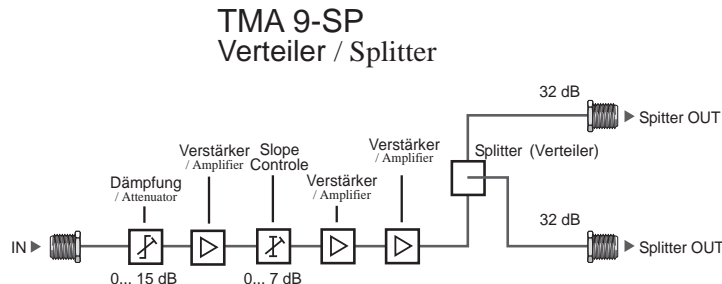 TMA 9-SP
Verteiler / Splitter
32 dB
Spitter OUT
Verstärker
/ Amplifier
Slope
Controle
Verstärker
/ Amplifier
Splitter (Verteiler)
Dämpfung
/ Attenuator
Verstärker
/ Amplifier
32 dB
IN
Splitter OUT
0... 15 dB
0... 7 dB